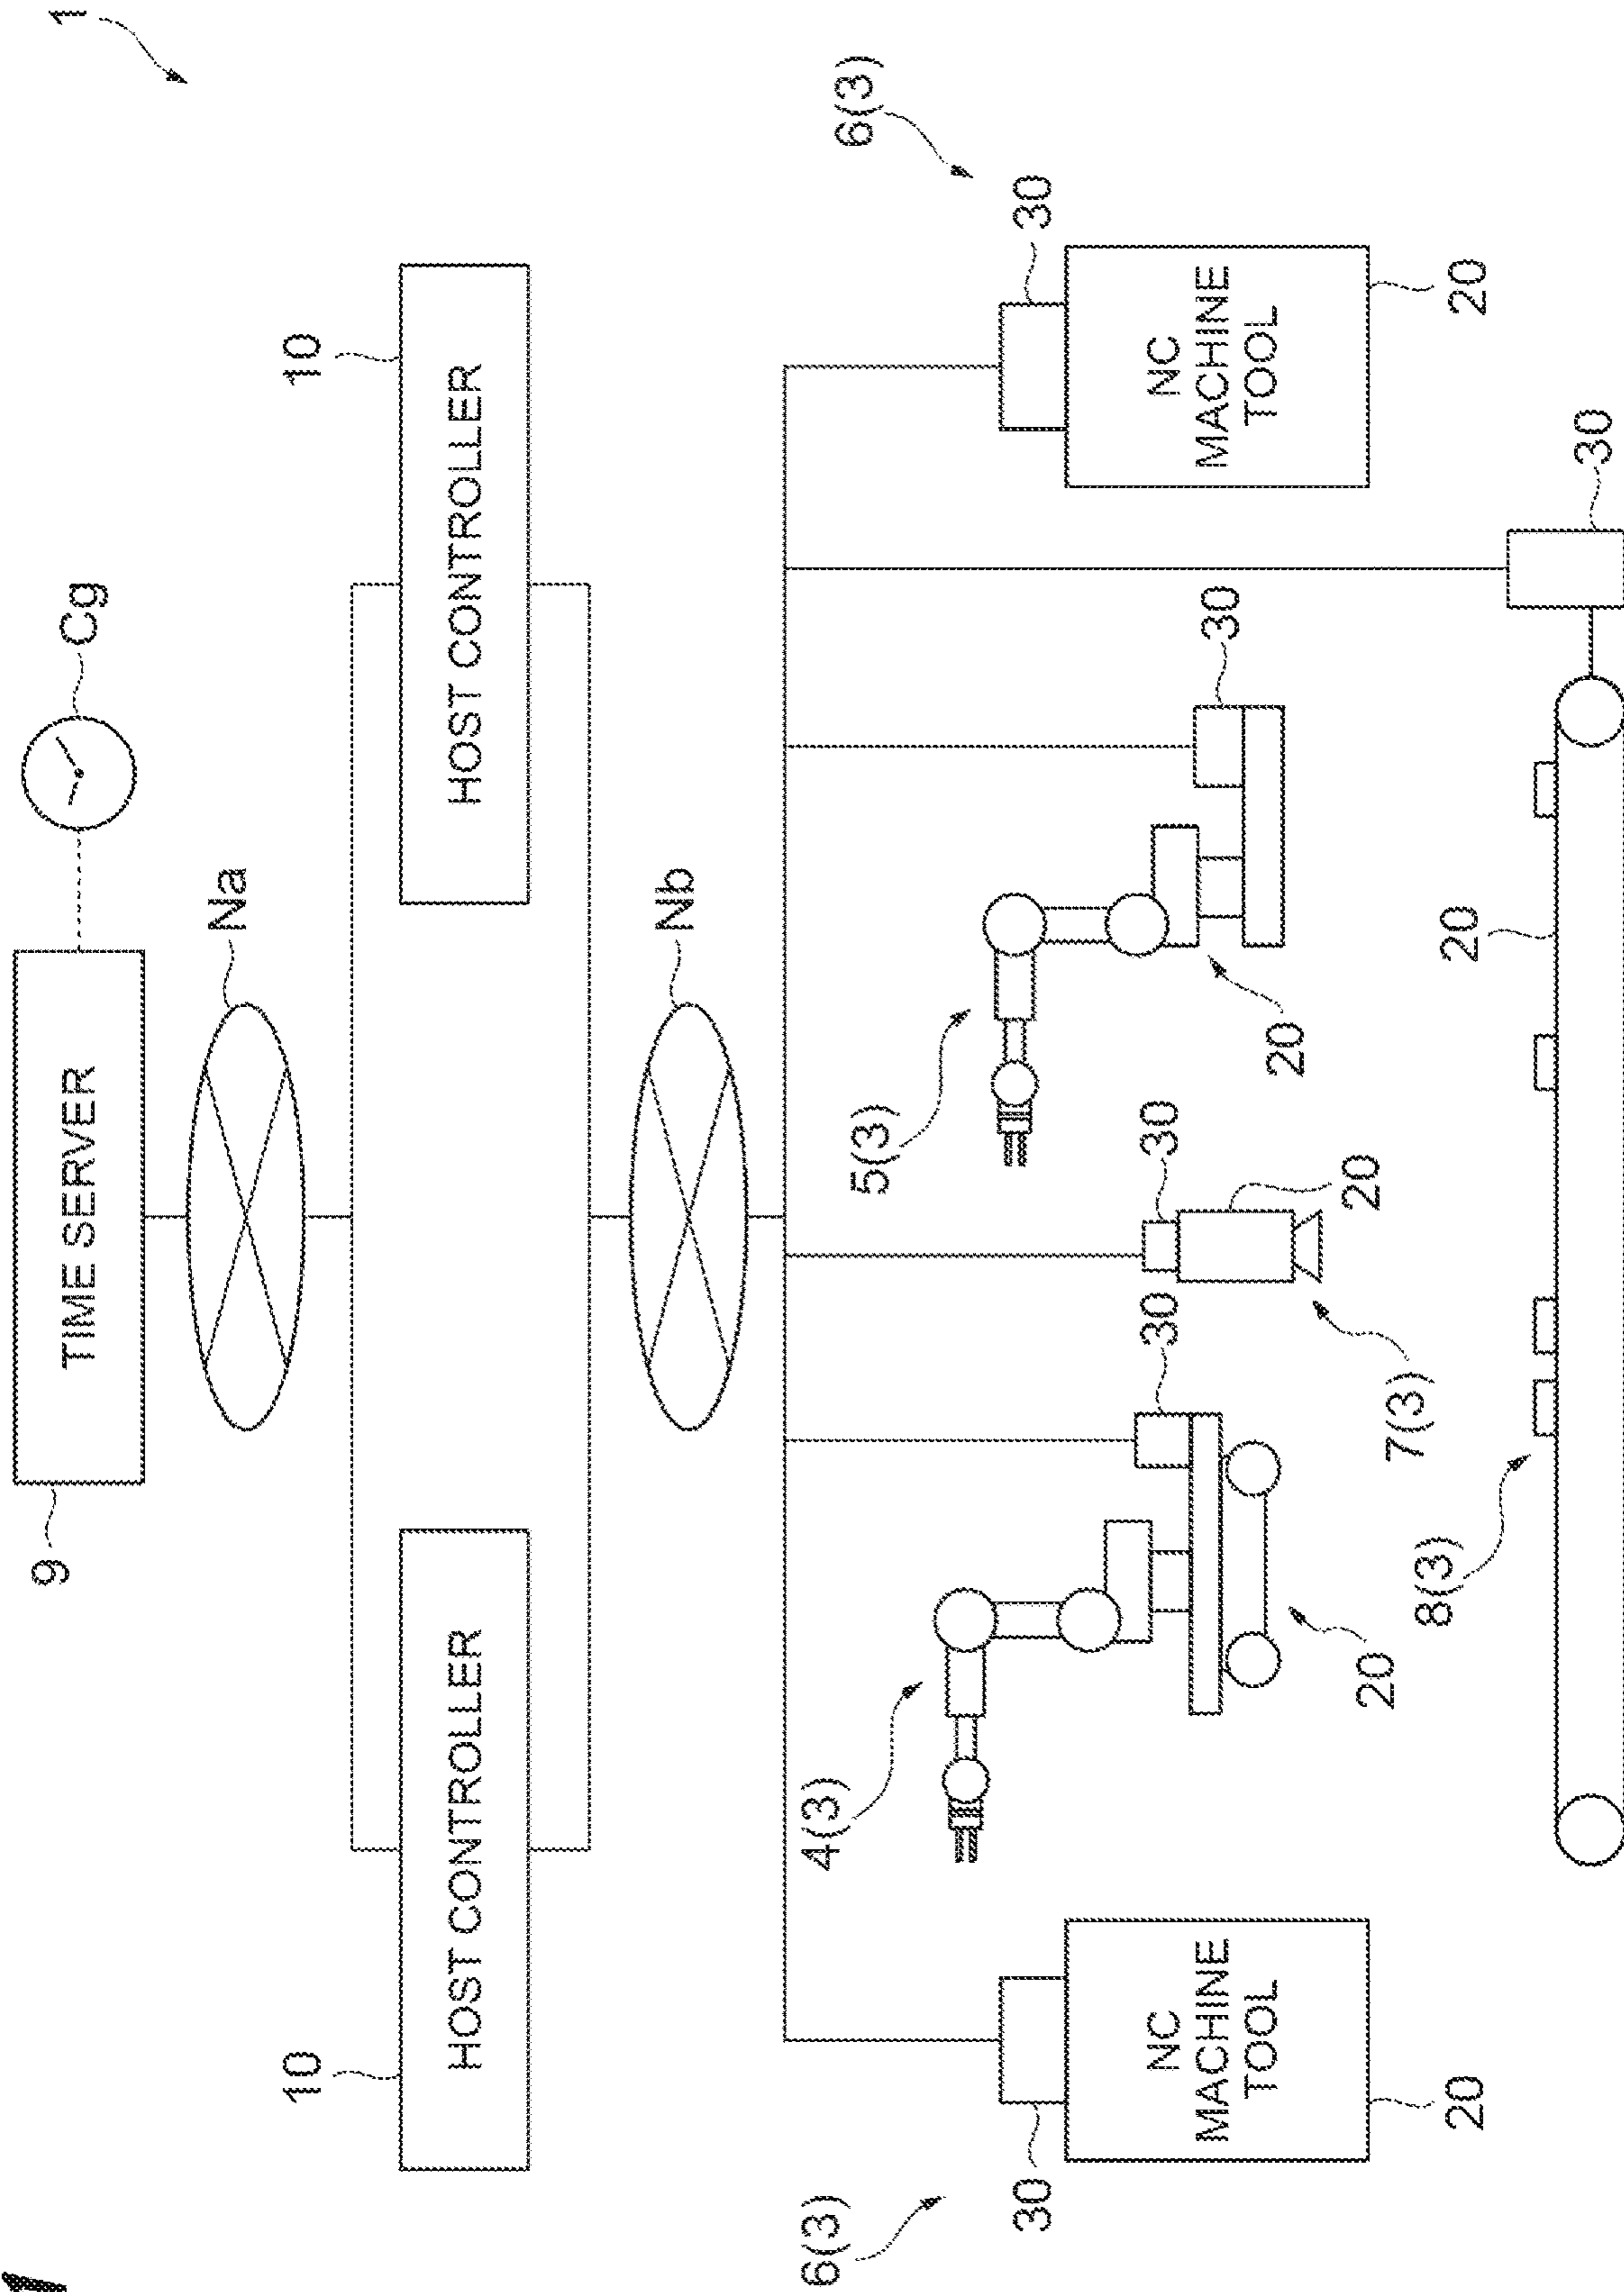 1
9
TIME SERVER
Cg
Na
10
10
HOST CONTROLLER
HOST CONTROLLER
Nb
6(3)
4(3)
5(3)
6(3)
30
30
NC
MACHINE
TOOL
30
30
30
NC
MACHINE
TOOL
20
20
20
7(3)
20
8(3)
20
20
30